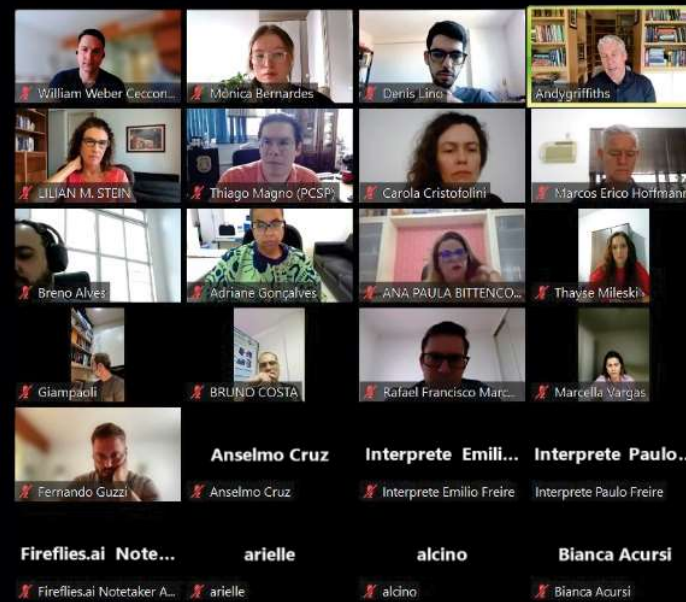 William Weber Ceccon...
Mônica Bernardes
Denis Lino
Andygriffiths
LILIAN M. STEIN
Thiago Magno (PCSP)
Carola Cristofolini
Marcos Erico Hoffmann
Breno Alves
Adriane Gonçalves
ANA PAULA BITTENCO...
Thayse Mileski
Giampaoli
BRUNO COSTA
Rafael Francisco Marc...
Marcella Vargas
Fernando Guzzi
Anselmo Cruz
Anselmo Cruz
Interprete Emili...
Interprete Emilio Freire
Interprete Paulo...
Interprete Paulo Freire
Fireflies.ai Note...
Fireflies.ai Notetaker A...
arielle
arielle
alcino
alcino
Bianca Acursi
Bianca Acursi